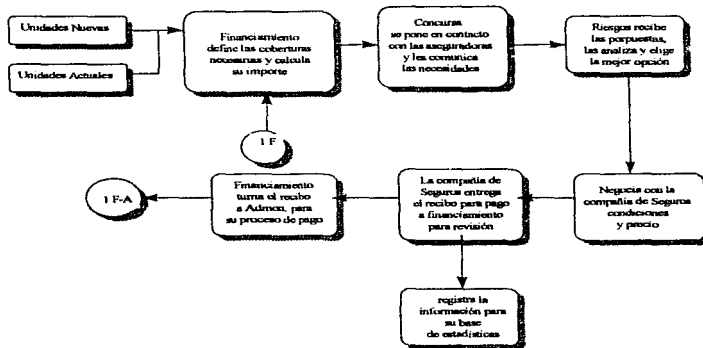 Unidades Nuevas
Unidades Actuales
Financiamiento
define las coberturas
necesarias y calcula
su importe
Concursa
se pone en contacto
con las aseguradoras
y les comunica
las necesidades
Riesgos recibe
las porpuestas,
las analiza y elige
la mejor opción
1 F
1 F-A
Financiamiento
turna el recibo
a Admon. para
su proceso de pago
La compañia de
Seguros entrega
el recibo para pago
a financiamiento
para revisión
Negocia con la
compañia de Seguros
condiciones
y precio
registra la
información para
su base
de estadísticas